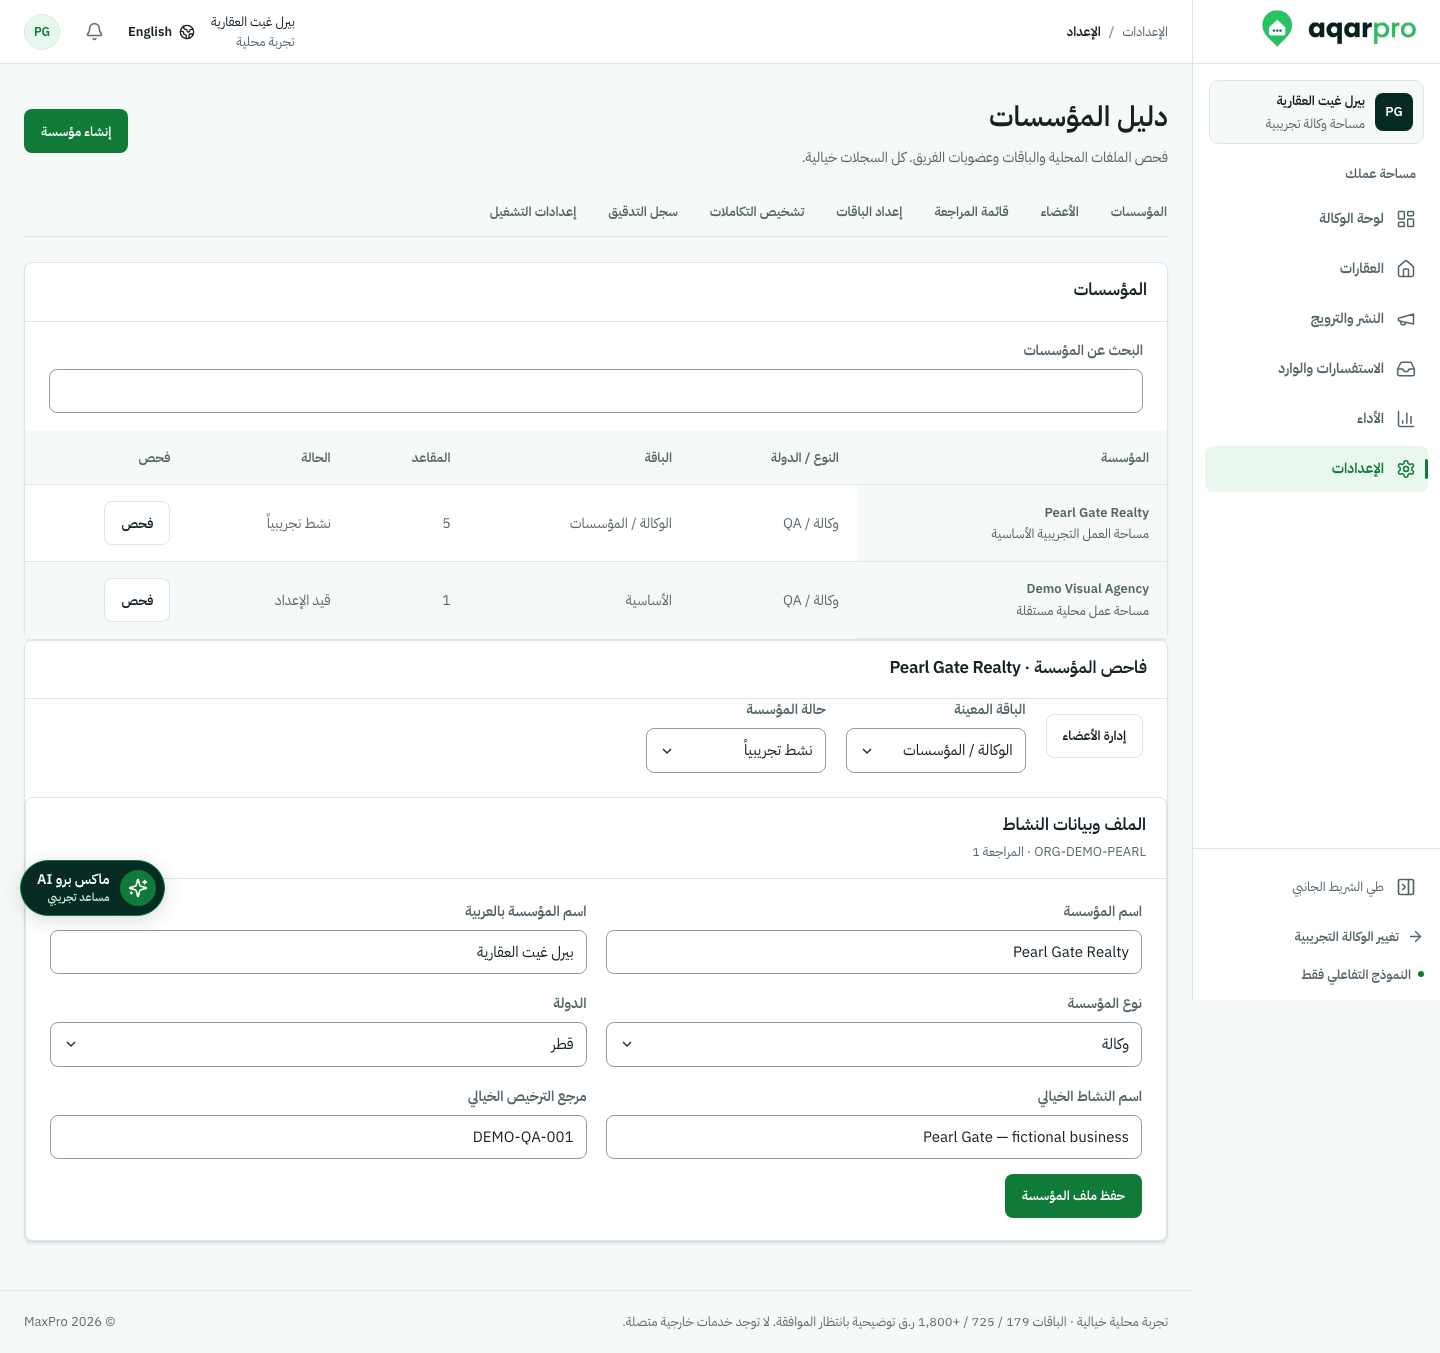 aqarpro
الإعدادات / الإعداد
بيرل غيت العقارية
تجربة محلية
English
PG
PG
بيرل غيت العقارية
مساحة وكالة تجريبية
مساحة عملك
لوحة الوكالة
العقارات
النشر والترويج
الاستفسارات والوارد
الأداء
الإعدادات
طي الشريط الجانبي
تغيير الوكالة التجريبية
النموذج التفاعلي فقط
دليل المؤسسات
فحص الملفات المحلية والباقات وعضويات الفريق. كل السجلات خيالية.
إنشاء مؤسسة
المؤسسات الأعضاء قائمة المراجعة إعداد الباقات تشخيص التكاملات سجل التدقيق إعدادات التشغيل
المؤسسات
البحث عن المؤسسات
المؤسسة النوع / الدولة الباقة المقاعد الحالة فحص
Pearl Gate Realty
مساحة العمل التجريبية الأساسية
وكالة / QA الوكالة / المؤسسات 5 نشط تجريبياً فحص
Demo Visual Agency
مساحة عمل محلية مستقلة
وكالة / QA الأساسية 1 قيد الإعداد فحص
فاحص المؤسسة · Pearl Gate Realty
إدارة الأعضاء
الباقة المعينة
الوكالة / المؤسسات
حالة المؤسسة
نشط تجريبياً
الملف وبيانات النشاط
ORG-DEMO-PEARL · المراجعة 1
اسم المؤسسة
Pearl Gate Realty
اسم المؤسسة بالعربية
بيرل غيت العقارية
نوع المؤسسة
وكالة
الدولة
قطر
اسم النشاط الخيالي
Pearl Gate — fictional business
مرجع الترخيص الخيالي
DEMO-QA-001
حفظ ملف المؤسسة
ماكس برو AI
مساعد تجريبي
تجربة محلية خيالية · الباقات 179 / 725 / +1,800 ر.ق توضيحية بانتظار الموافقة. لا توجد خدمات خارجية متصلة.
© 2026 MaxPro